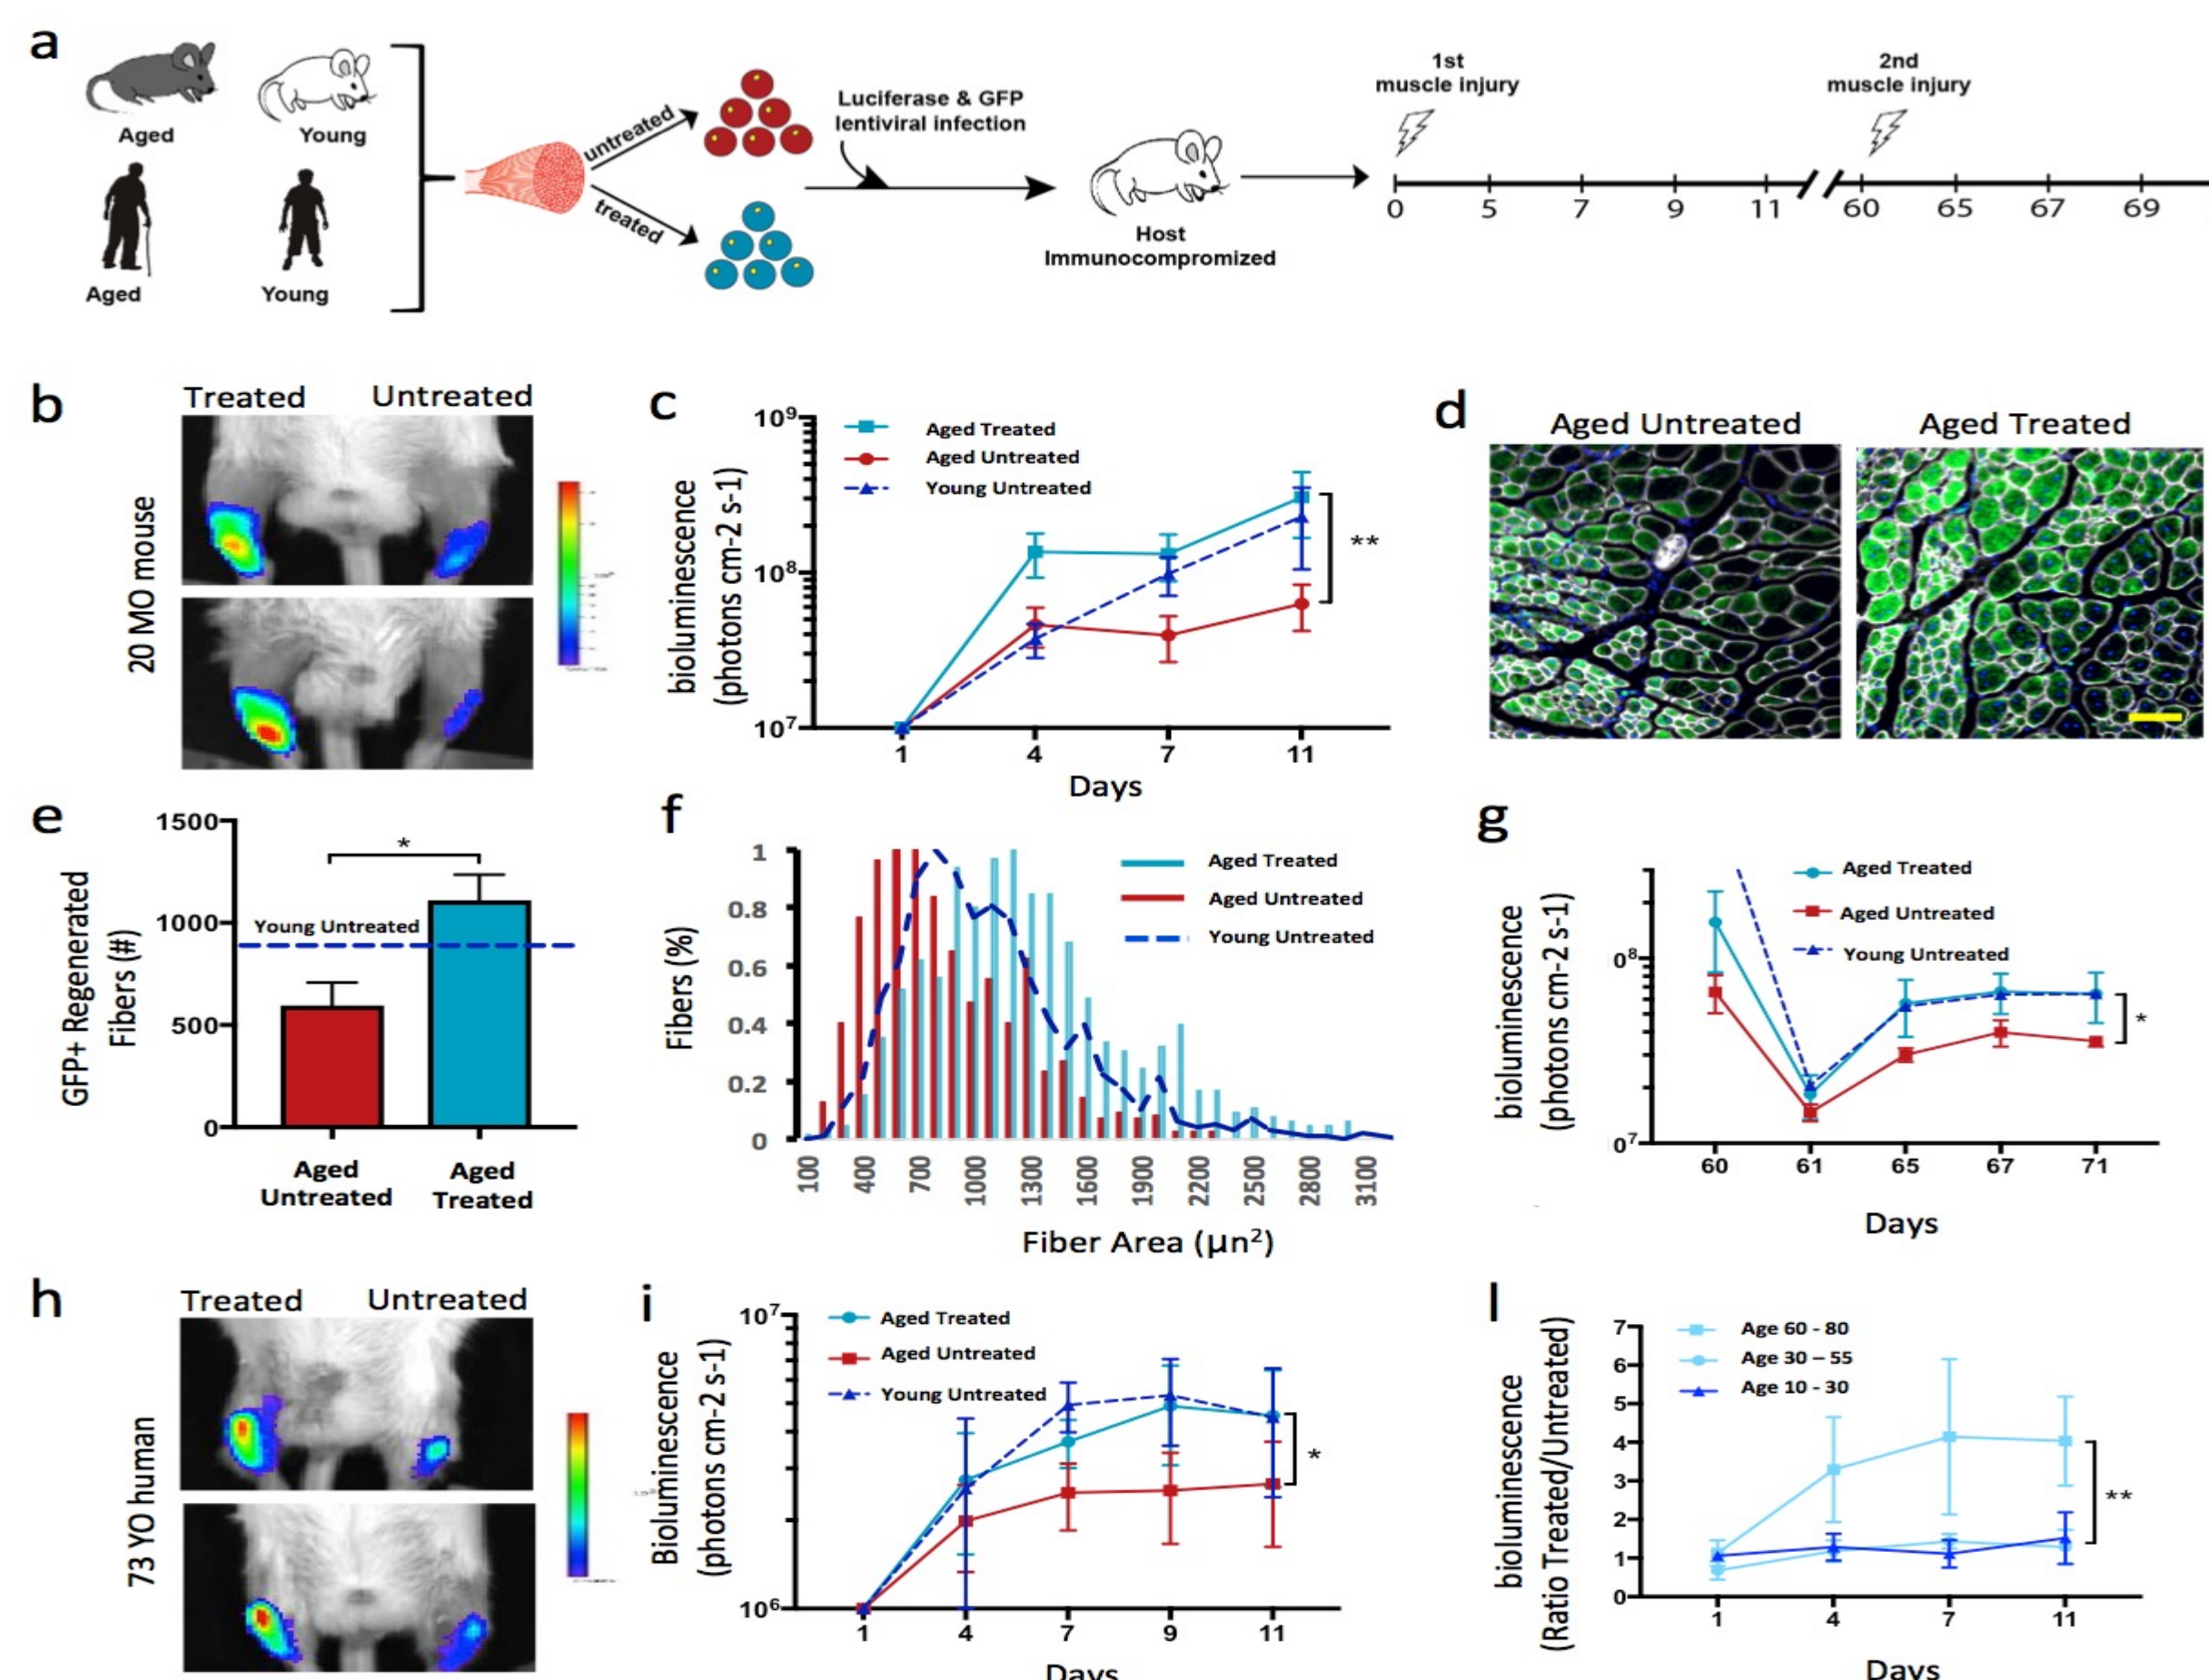 a
Aged
Young
Aged
Young
untreated
treated
Luciferase & GFP
lentiviral infection
Host
Immunocompromized
1st
muscle injury
2nd
muscle injury
0 5 7 9 11 60 65 67 69
b
Treated Untreated
20 MO mouse
c
bioluminescence
(photons cm-2 s-1)
10⁹
10⁸
10⁷
Aged Treated
Aged Untreated
Young Untreated
**
1 4 7 11
Days
d
Aged Untreated Aged Treated
e
GFP+ Regenerated
Fibers (#)
1500
1000
500
0
*
Young Untreated
Aged
Untreated
Aged
Treated
f
Fibers (%)
1
0.8
0.6
0.4
0.2
0
Aged Treated
Aged Untreated
Young Untreated
100 400 700 1000 1300 1600 1900 2200 2500 2800 3100
Fiber Area (µn²)
g
bioluminescence
(photons cm-2 s-1)
0⁸
0⁷
Aged Treated
Aged Untreated
Young Untreated
*
60 61 65 67 71
Days
h
Treated Untreated
73 YO human
i
Bioluminescence
(photons cm-2 s-1)
10⁷
10⁶
Aged Treated
Aged Untreated
Young Untreated
*
1 4 7 9 11
Days
l
bioluminescence
(Ratio Treated/Untreated)
7
6
5
4
3
2
1
0
Age 60 - 80
Age 30 – 55
Age 10 - 30
**
1 4 7 11
Days